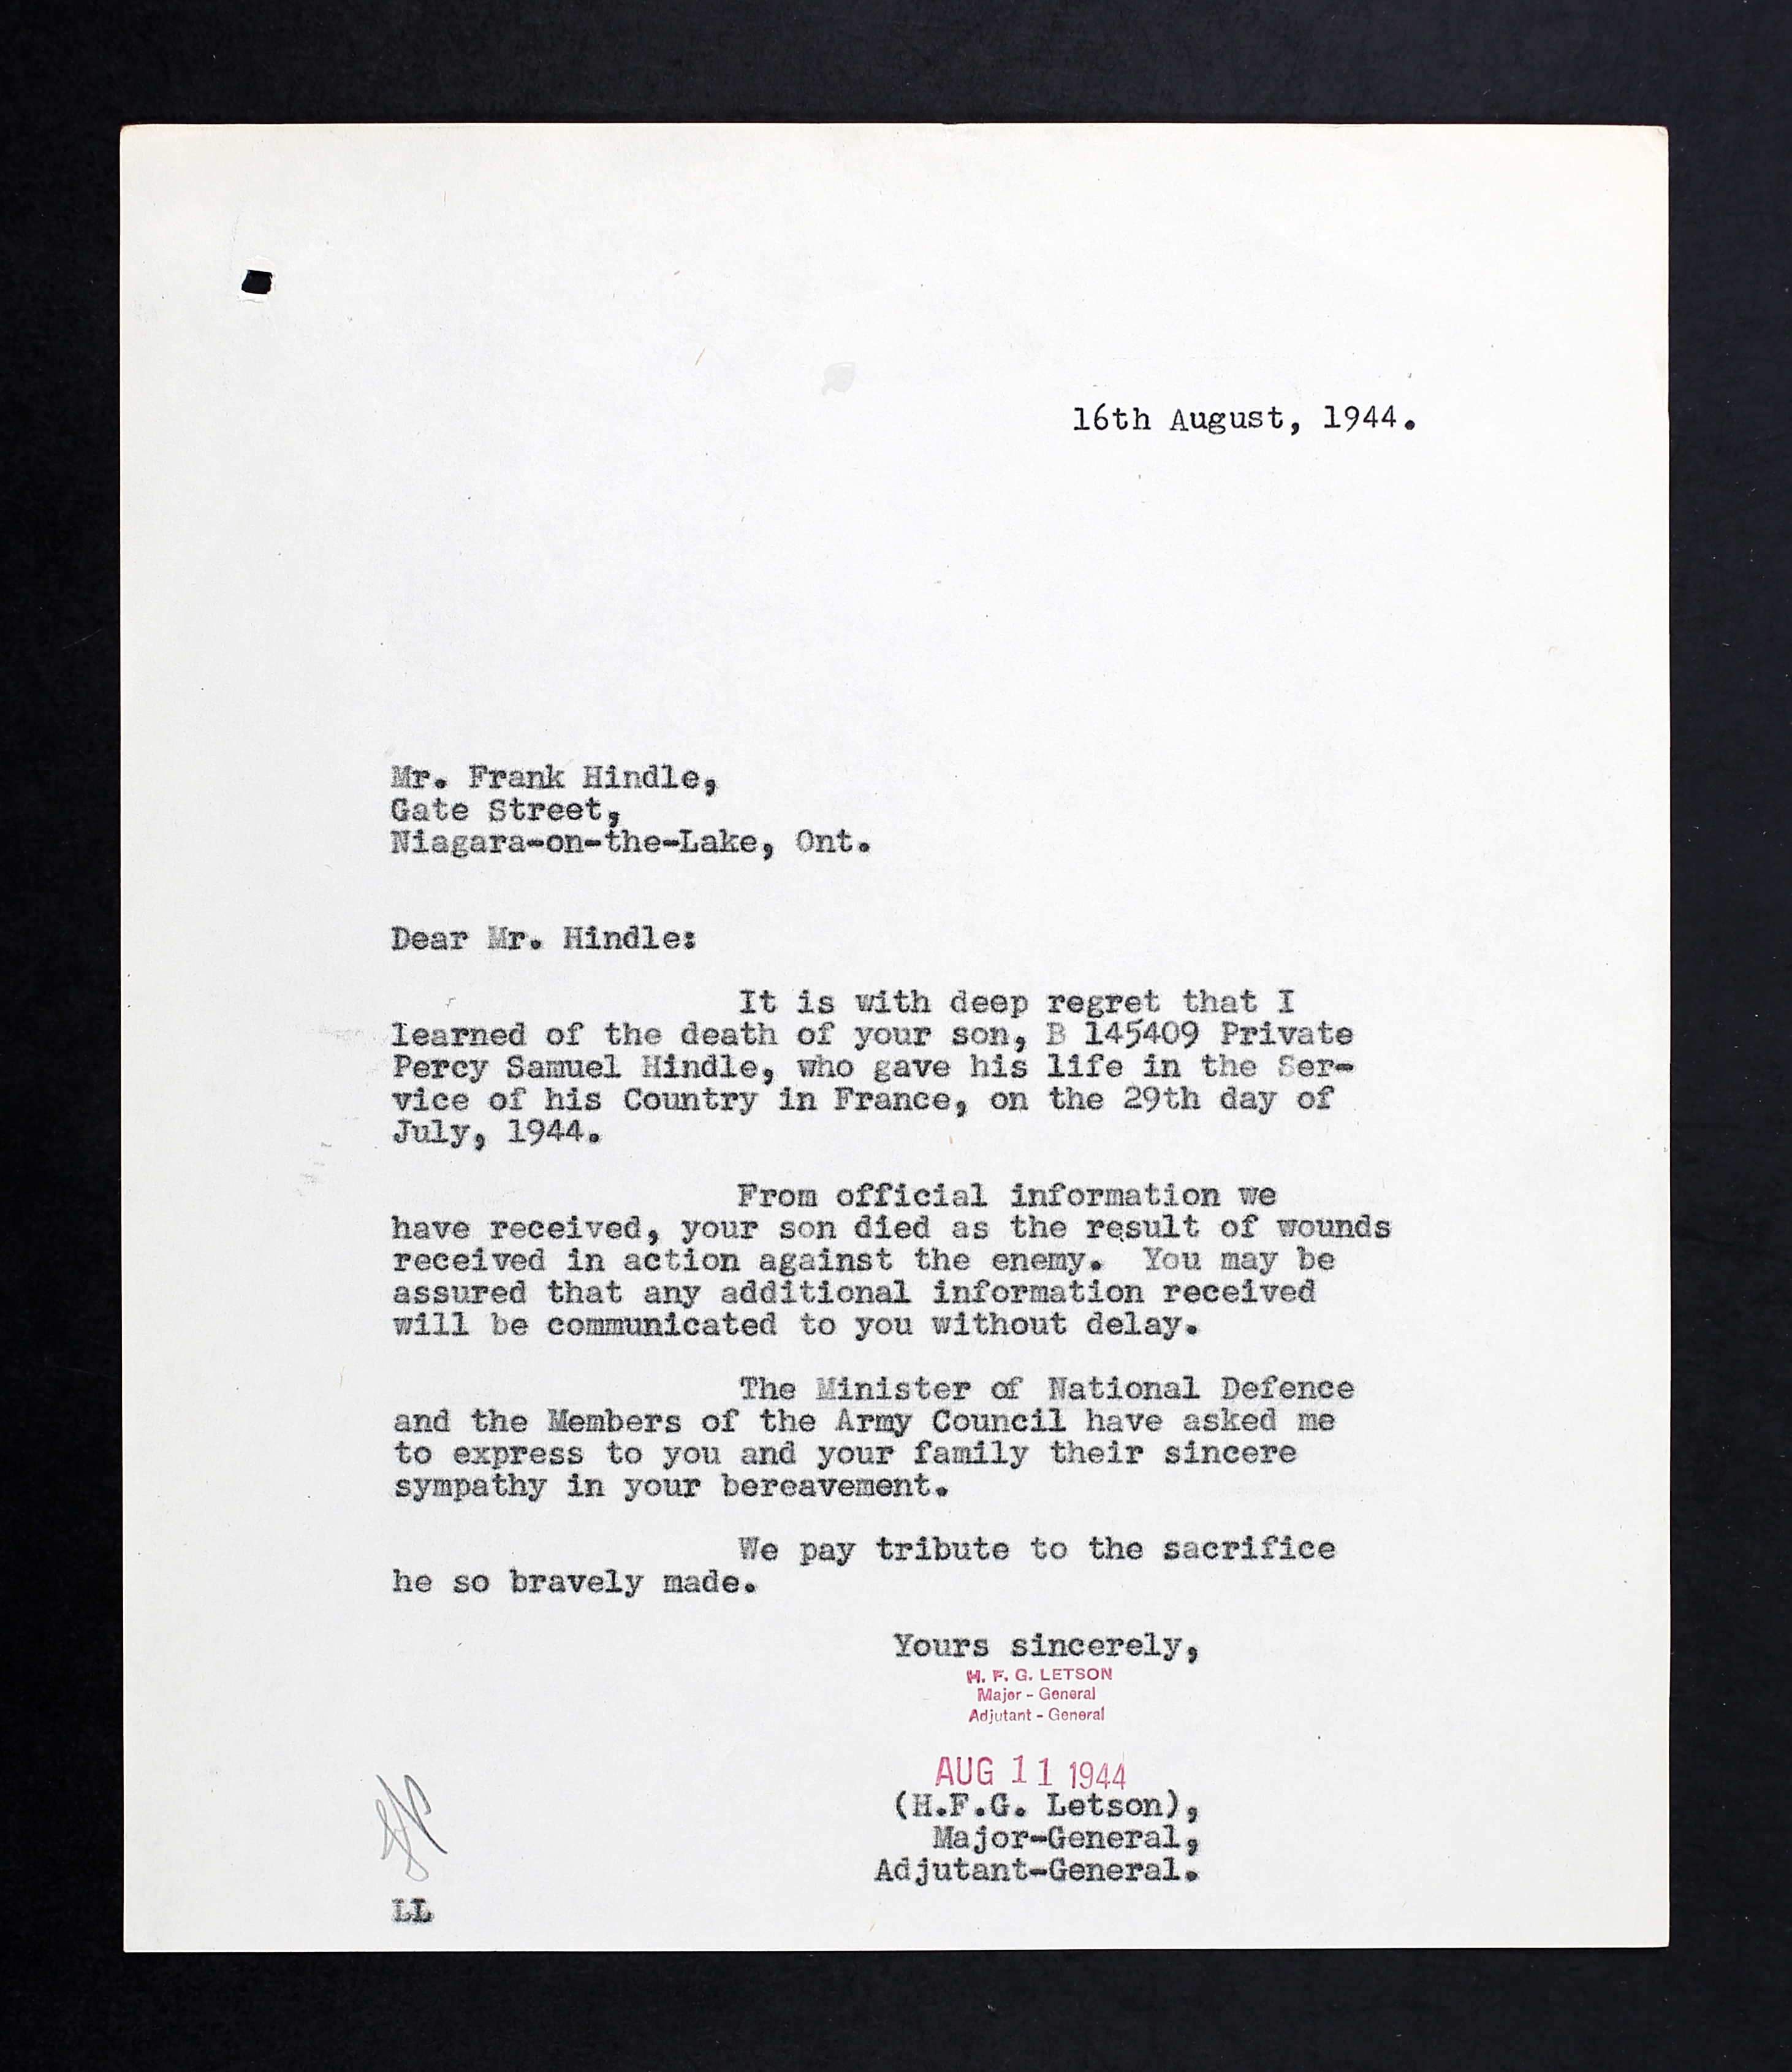 16th August, 1944.
Mr. Frank Hindle,
Gate Street,
Niagara-on-the-Lake, Ont.
Dear Mr. Hindle:
It is with deep regret that I
learned of the death of your son, B 145409 Private
Percy Samuel Hindle, who gave his life in the Ser-
vice of his Country in France, on the 29th day of
July, 1944.
From official information we
have received, your son died as the result of wounds
received in action against the enemy. You may be
assured that any additional information received
will be communicated to you without delay.
The Minister of National Defence
and the Members of the Army Council have asked me
to express to you and your family their sincere
sympathy in your bereavement.
We pay tribute to the sacrifice
he so bravely made.
Yours sincerely,
H. F. G. LETSON
Major - General
Adjutant - General
AUG 11 1944
(H.F.G. Letson),
Major-General,
Adjutant-General.
LL